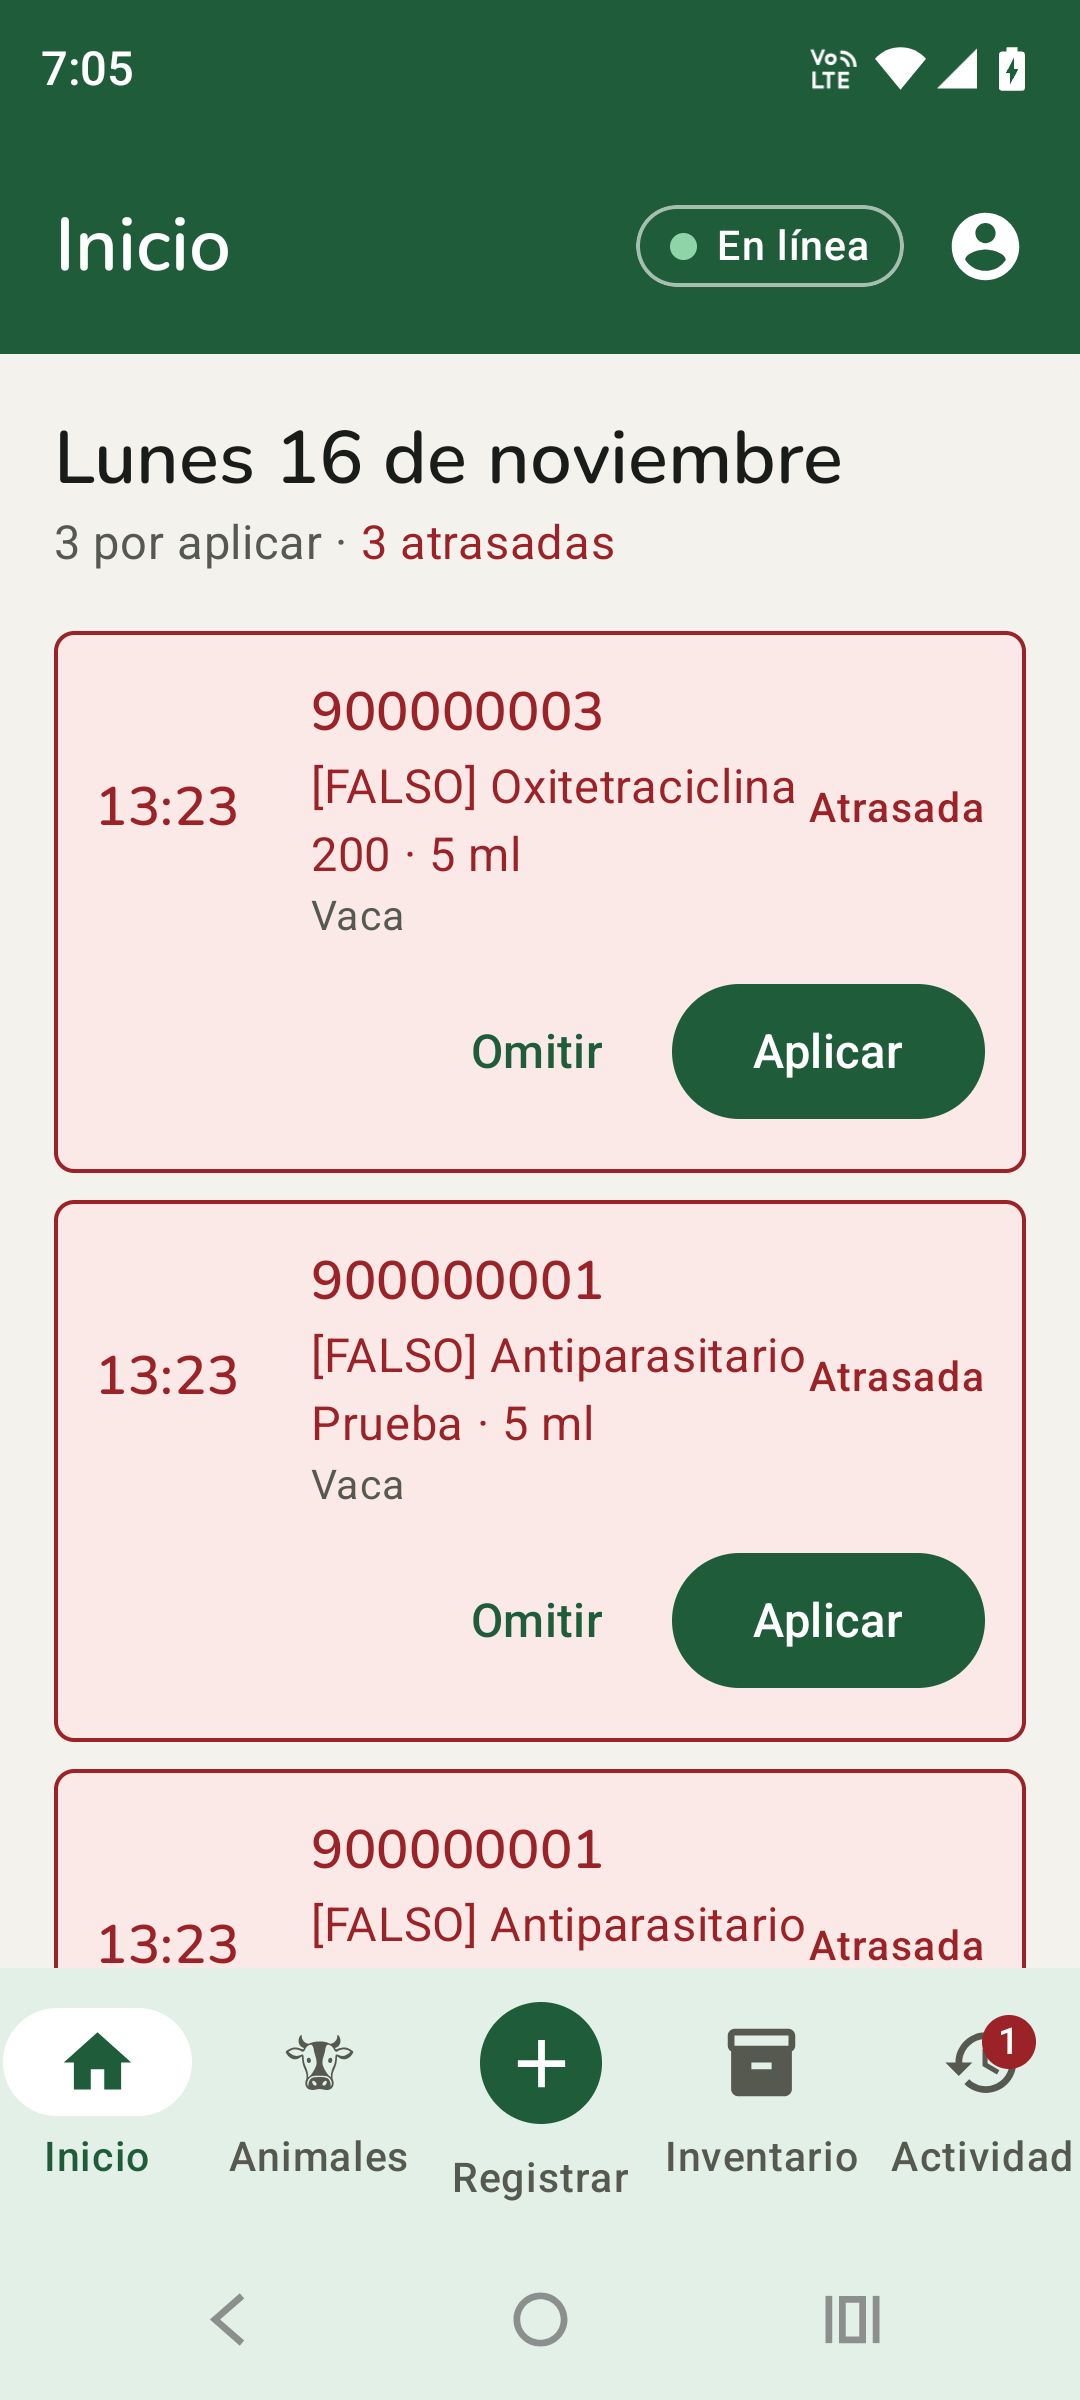 7:05
Vo LTE
Inicio
En línea
Lunes 16 de noviembre
3 por aplicar · 3 atrasadas
900000003
13:23
[FALSO] Oxitetraciclina
200 · 5 ml
Atrasada
Vaca
Omitir
Aplicar
900000001
13:23
[FALSO] Antiparasitario
Prueba · 5 ml
Atrasada
Vaca
Omitir
Aplicar
900000001
13:23
[FALSO] Antiparasitario
Atrasada
1
Inicio
Animales
Registrar
Inventario
Actividad